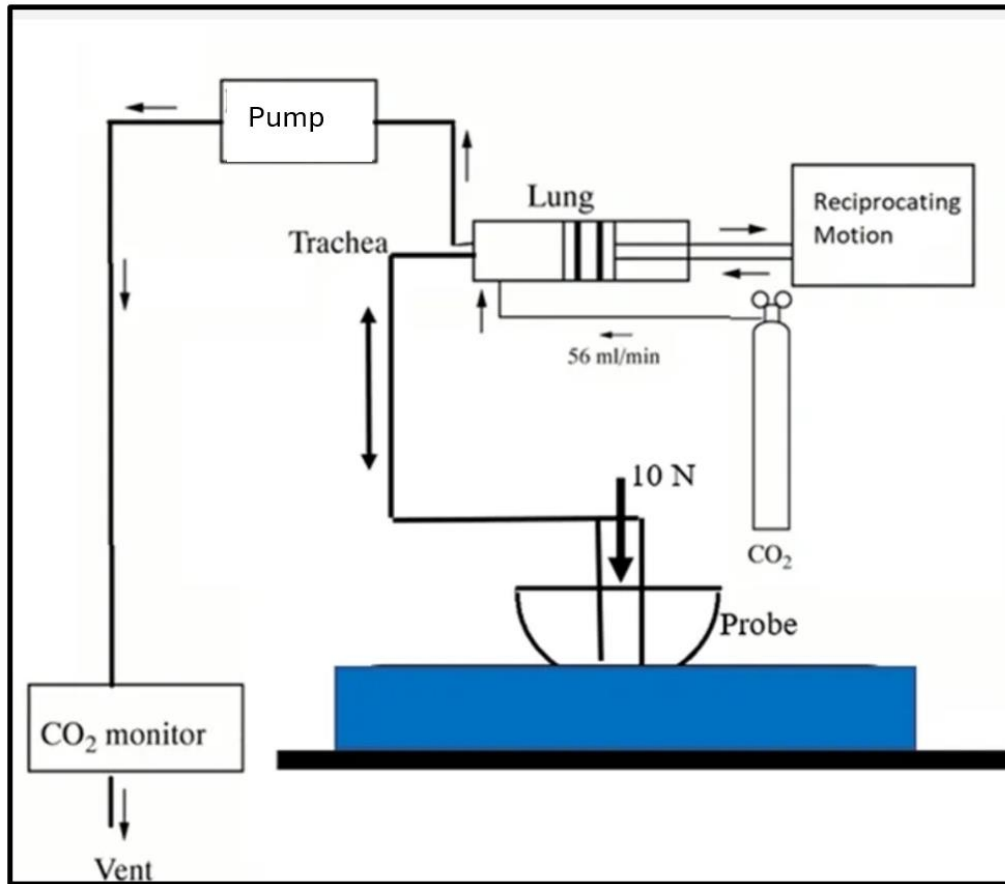 Pump
Lung
Reciprocating
Motion
Trachea
56 ml/min
10 N
CO₂
Probe
CO₂ monitor
Vent